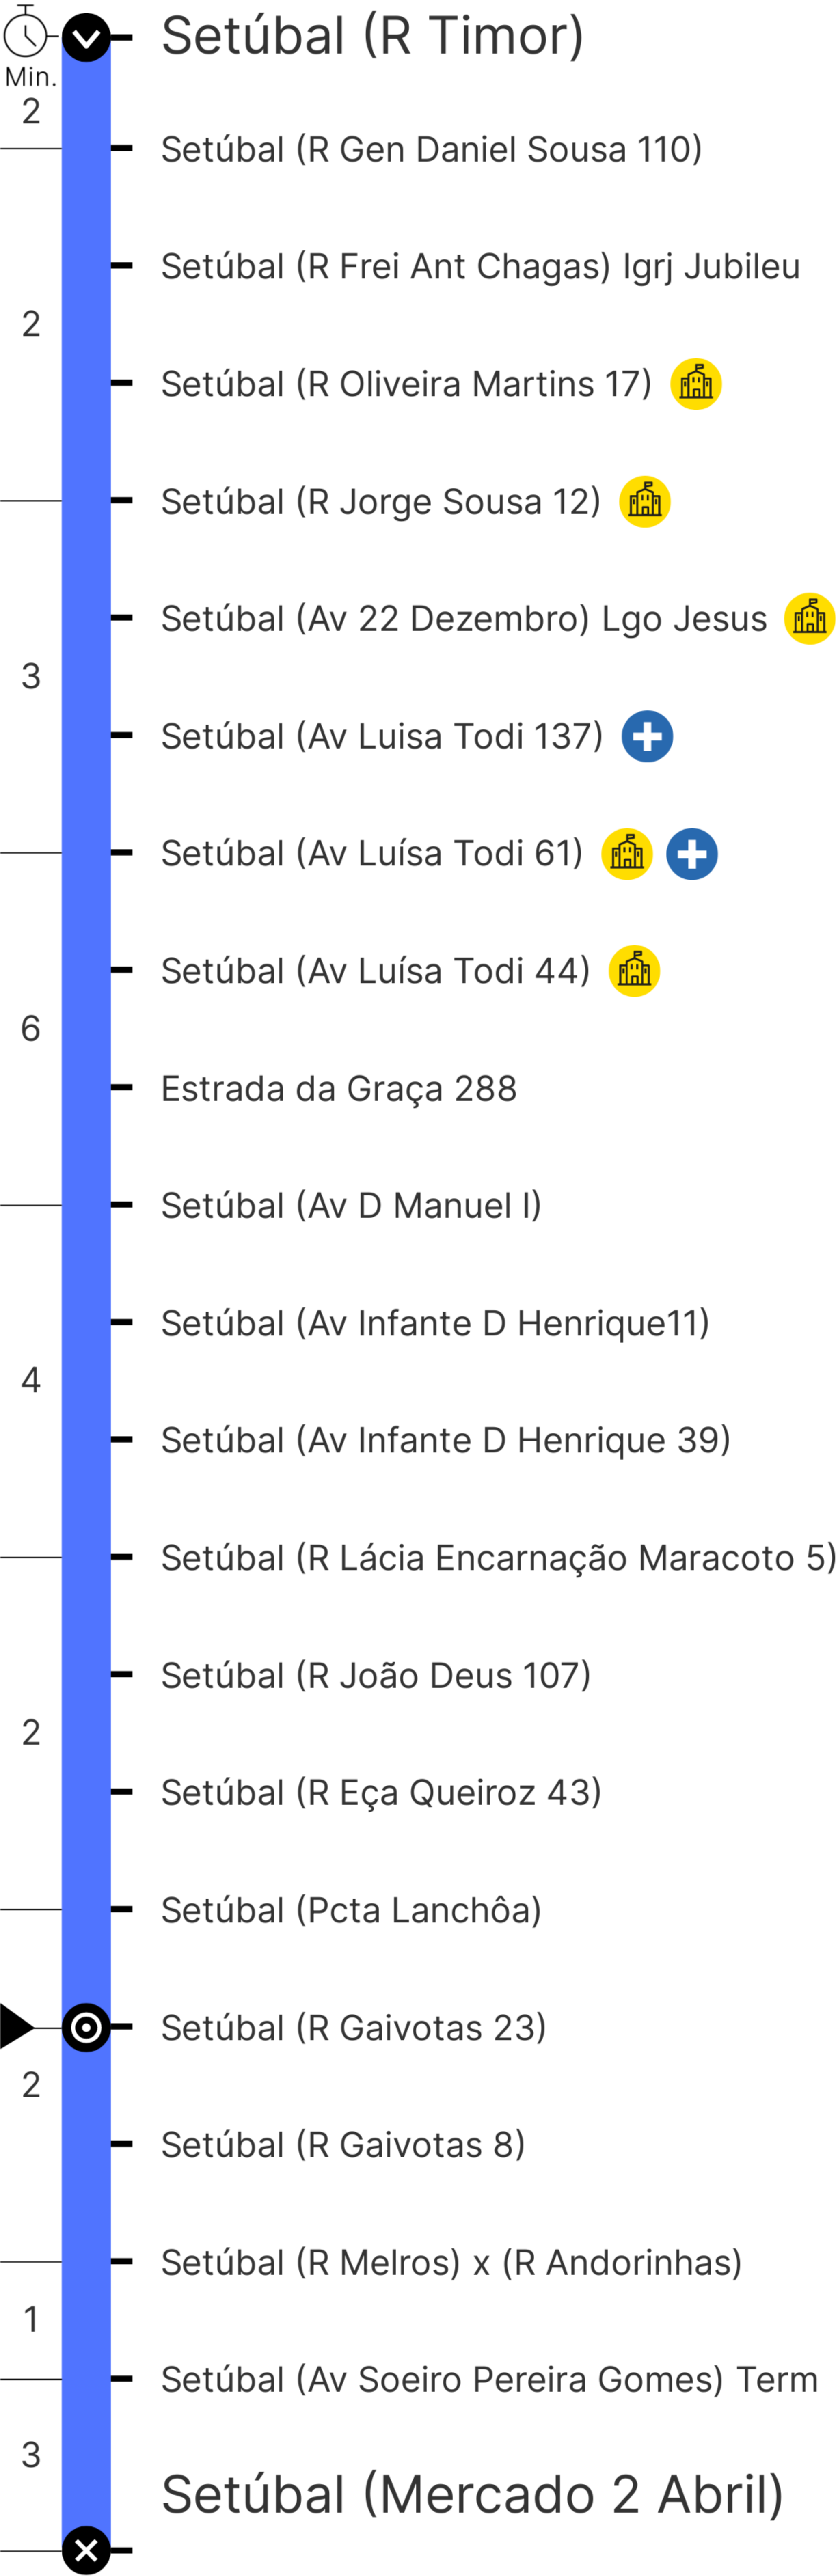 Setúbal (R Timor)
Min.
2
Setúbal (R Gen Daniel Sousa 110)
Setúbal (R Frei Ant Chagas) Igrj Jubileu
2
Setúbal (R Oliveira Martins 17)
Setúbal (R Jorge Sousa 12)
Setúbal (Av 22 Dezembro) Lgo Jesus
3
Setúbal (Av Luisa Todi 137)
Setúbal (Av Luísa Todi 61)
Setúbal (Av Luísa Todi 44)
6
Estrada da Graça 288
Setúbal (Av D Manuel I)
Setúbal (Av Infante D Henrique11)
4
Setúbal (Av Infante D Henrique 39)
Setúbal (R Lácia Encarnação Maracoto 5)
Setúbal (R João Deus 107)
2
Setúbal (R Eça Queiroz 43)
Setúbal (Pcta Lanchôa)
Setúbal (R Gaivotas 23)
2
Setúbal (R Gaivotas 8)
Setúbal (R Melros) x (R Andorinhas)
1
Setúbal (Av Soeiro Pereira Gomes) Term
3
Setúbal (Mercado 2 Abril)